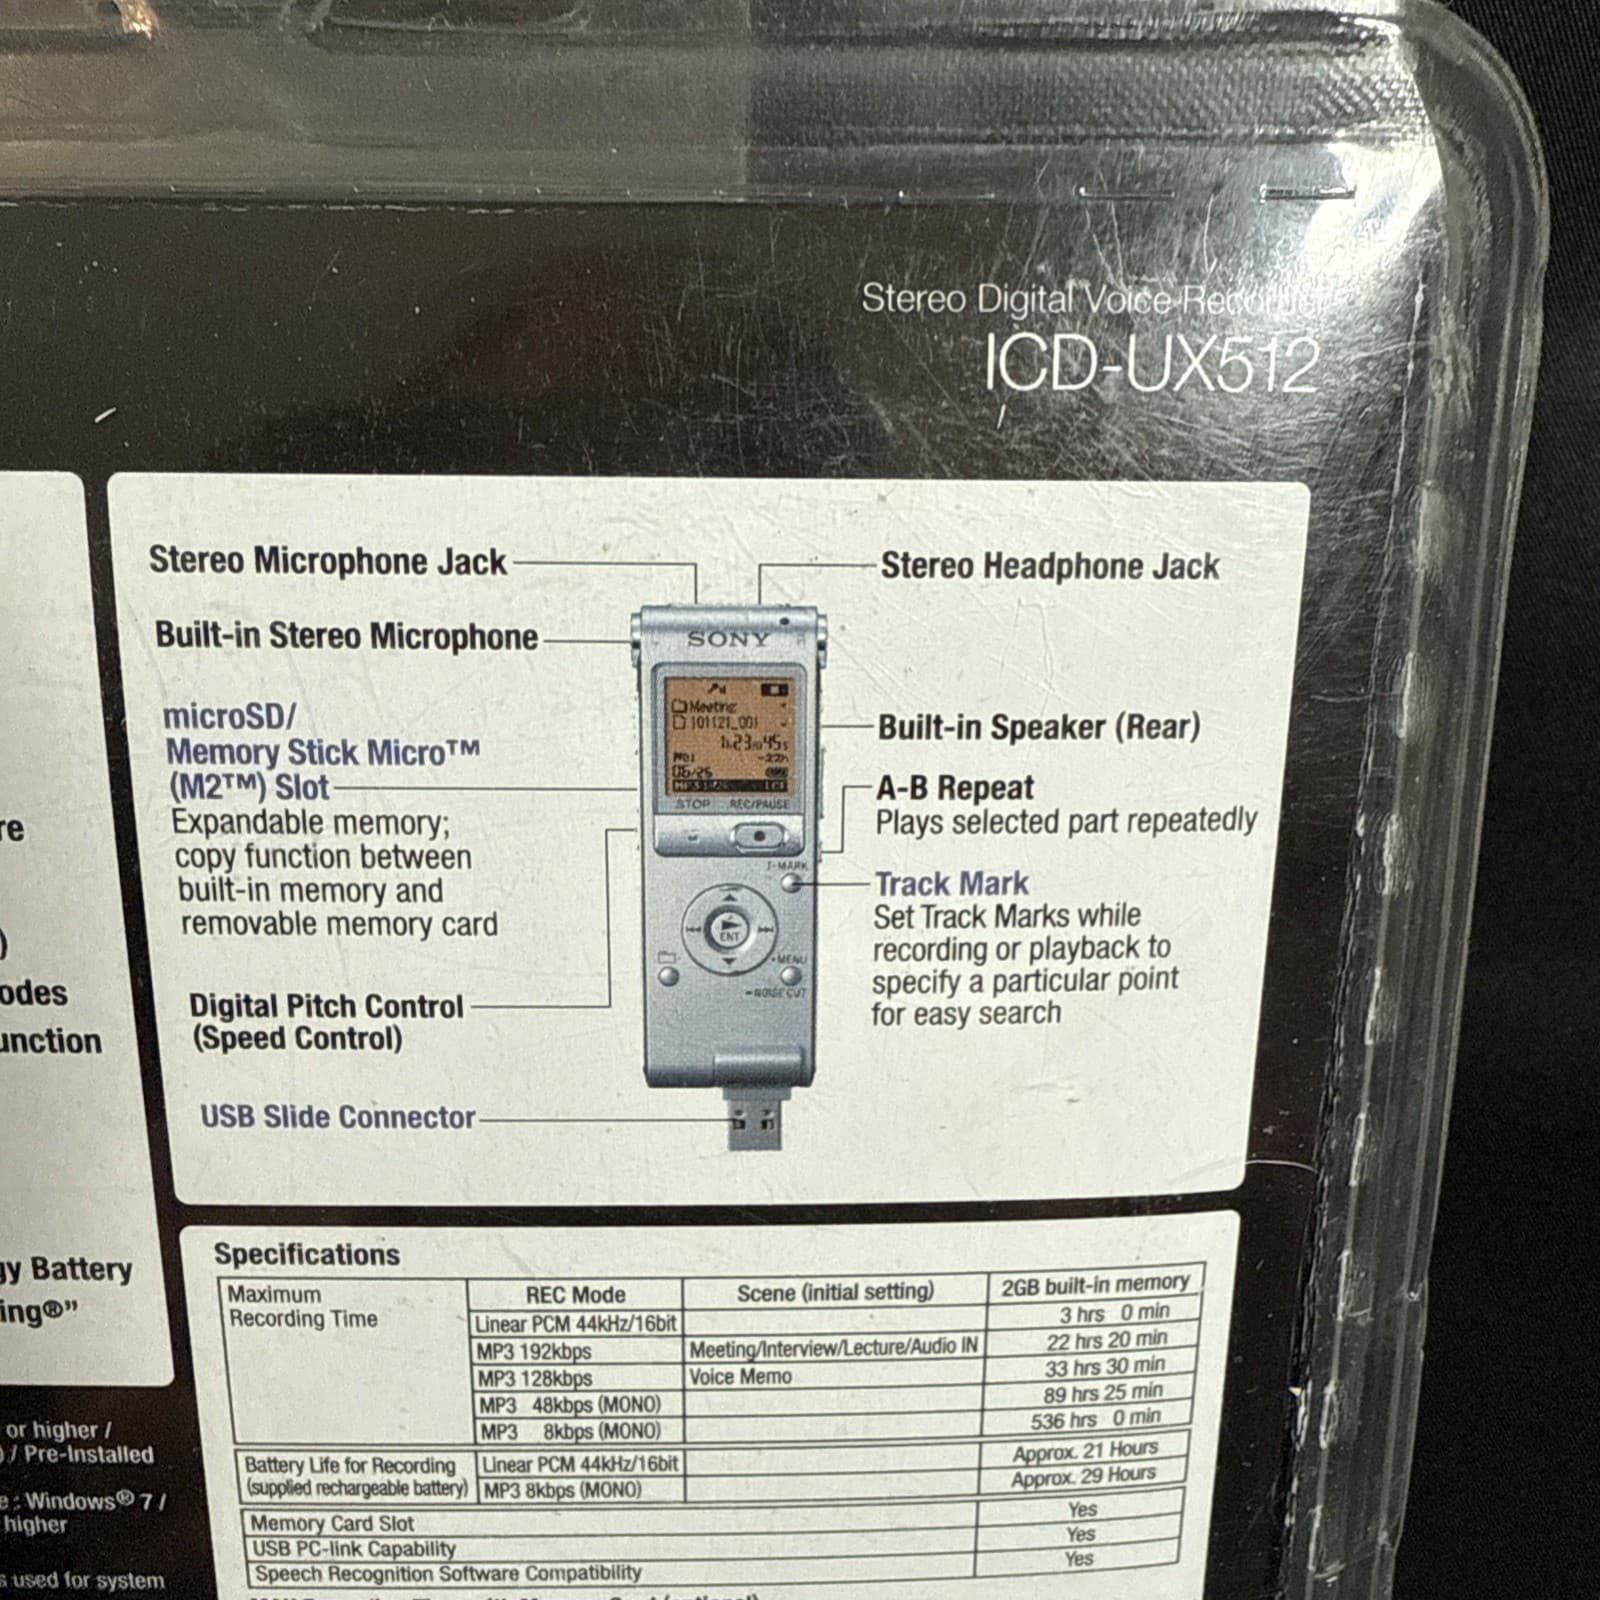 Stereo Digital Voice Recorder
ICD-UX512
Stereo Microphone Jack
Stereo Headphone Jack
Built-in Stereo Microphone
microSD/
Memory Stick Micro™
(M2™) Slot
Expandable memory;
copy function between
built-in memory and
removable memory card
Digital Pitch Control
(Speed Control)
USB Slide Connector
SONY
Meeting
101121_001
1h23m45s
STOP REC/PAUSE
T-MARK
ENT
MENU
NOISE CUT
Built-in Speaker (Rear)
A-B Repeat
Plays selected part repeatedly
Track Mark
Set Track Marks while
recording or playback to
specify a particular point
for easy search
re
)
odes
unction
gy Battery
ing®”
or higher /
) / Pre-Installed
e : Windows® 7 /
higher
s used for system
Specifications
Maximum Recording Time REC Mode Scene (initial setting) 2GB built-in memory
Linear PCM 44kHz/16bit 3 hrs 0 min
MP3 192kbps Meeting/Interview/Lecture/Audio IN 22 hrs 20 min
MP3 128kbps Voice Memo 33 hrs 30 min
MP3 48kbps (MONO) 89 hrs 25 min
MP3 8kbps (MONO) 536 hrs 0 min
Battery Life for Recording Linear PCM 44kHz/16bit Approx. 21 Hours
(supplied rechargeable battery) MP3 8kbps (MONO) Approx. 29 Hours
Memory Card Slot Yes
USB PC-link Capability Yes
Speech Recognition Software Compatibility Yes